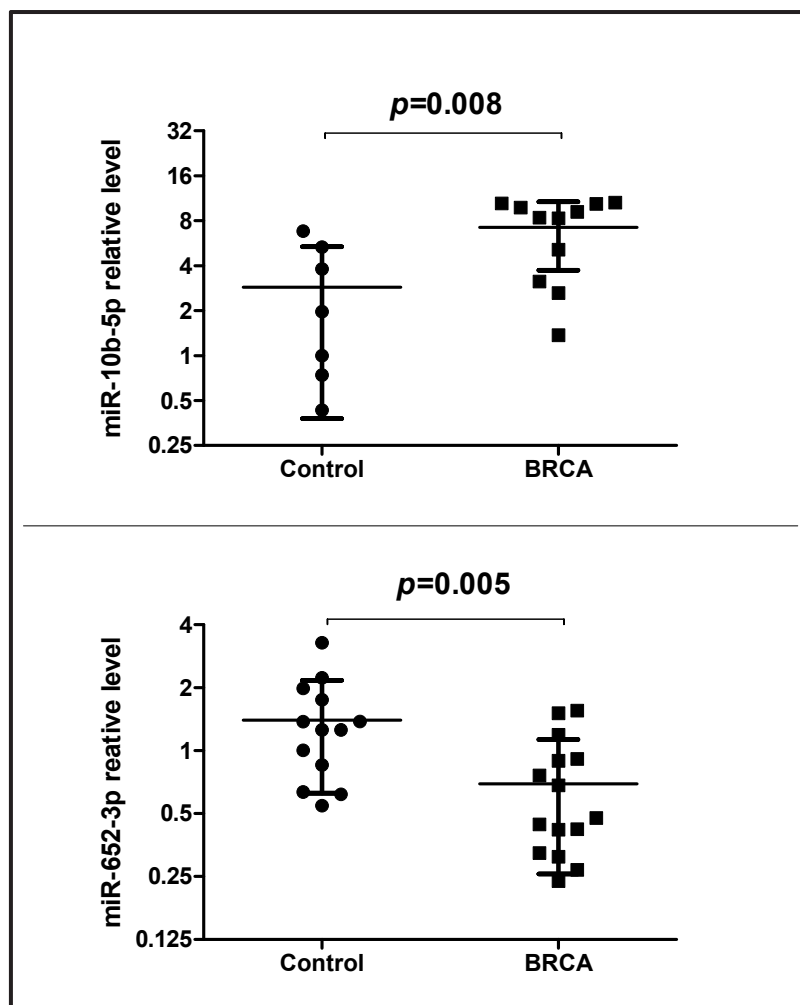 p=0.008
32
16
8
4
2
1
0.5
0.25
miR-10b-5p relative level
Control
BRCA
p=0.005
4
2
1
0.5
0.25
0.125
miR-652-3p reative level
Control
BRCA